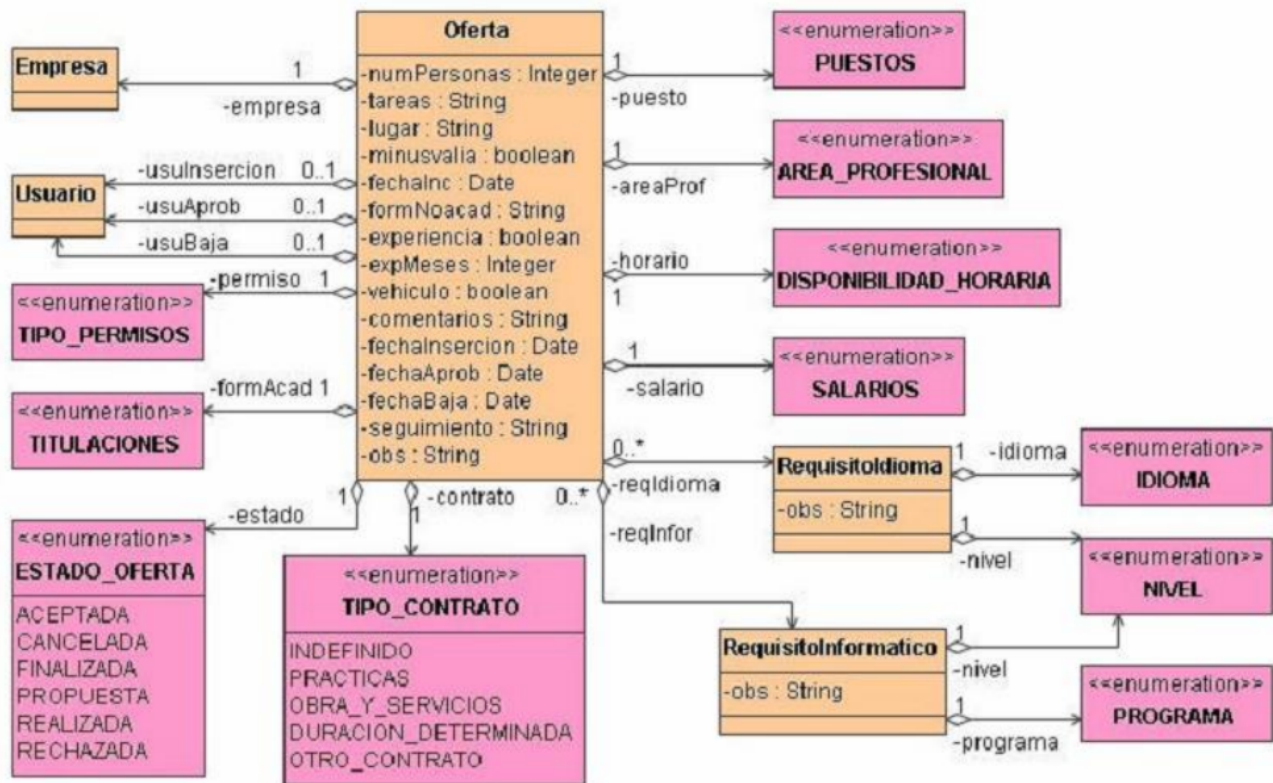 Oferta
-numPersonas : Integer
-tareas : String
-lugar : String
-minusvalia : boolean
-fechaInc : Date
-formNoacad : String
-experiencia : boolean
-expMeses : Integer
-vehiculo : boolean
-comentarios : String
-fechaInsercion : Date
-fechaAprob : Date
-fechaBaja : Date
-seguimiento : String
-obs : String
Empresa
1
-empresa
Usuario
-usuInsercion 0..1
-usuAprob 0..1
-usuBaja 0..1
-permiso 1
<<enumeration>>
TIPO_PERMISOS
-formAcad 1
<<enumeration>>
TITULACIONES
1
-estado
<<enumeration>>
ESTADO_OFERTA
ACEPTADA
CANCELADA
FINALIZADA
PROPUESTA
REALIZADA
RECHAZADA
-contrato
1
<<enumeration>>
TIPO_CONTRATO
INDEFINIDO
PRACTICAS
OBRA_Y_SERVICIOS
DURACION_DETERMINADA
OTRO_CONTRATO
1
-puesto
<<enumeration>>
PUESTOS
1
-areaProf
<<enumeration>>
AREA_PROFESIONAL
-horario
1
<<enumeration>>
DISPONIBILIDAD_HORARIA
1
-salario
<<enumeration>>
SALARIOS
0..*
-reqIdioma
RequisitoIdioma
-obs : String
1
-idioma
<<enumeration>>
IDIOMA
1
-nivel
<<enumeration>>
NIVEL
0..*
-reqInfor
RequisitoInformatico
-obs : String
1
-nivel
1
-programa
<<enumeration>>
PROGRAMA